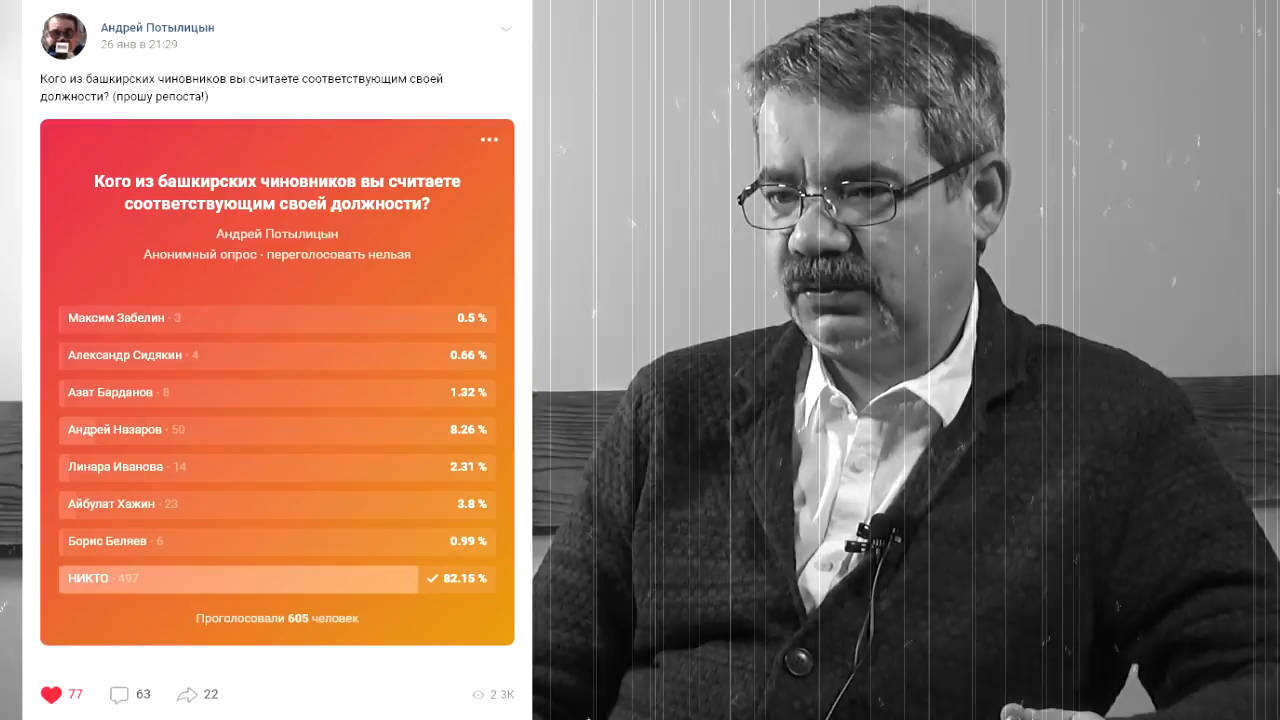 Андрей Потылицын
26 янв в 21:29
Кого из башкирских чиновников вы считаете соответствующим своей
должности? (прошу репоста!)
Кого из башкирских чиновников вы считаете
соответствующим своей должности?
Андрей Потылицын
Анонимный опрос · переголосовать нельзя
Максим Забелин · 3 0.5 %
Александр Сидякин · 4 0.66 %
Азат Барданов · 8 1.32 %
Андрей Назаров · 50 8.26 %
Линара Иванова · 14 2.31 %
Айбулат Хажин · 23 3.8 %
Борис Беляев · 6 0.99 %
НИКТО · 497 82.15 %
Проголосовали 605 человек
77 63 22 2.3K